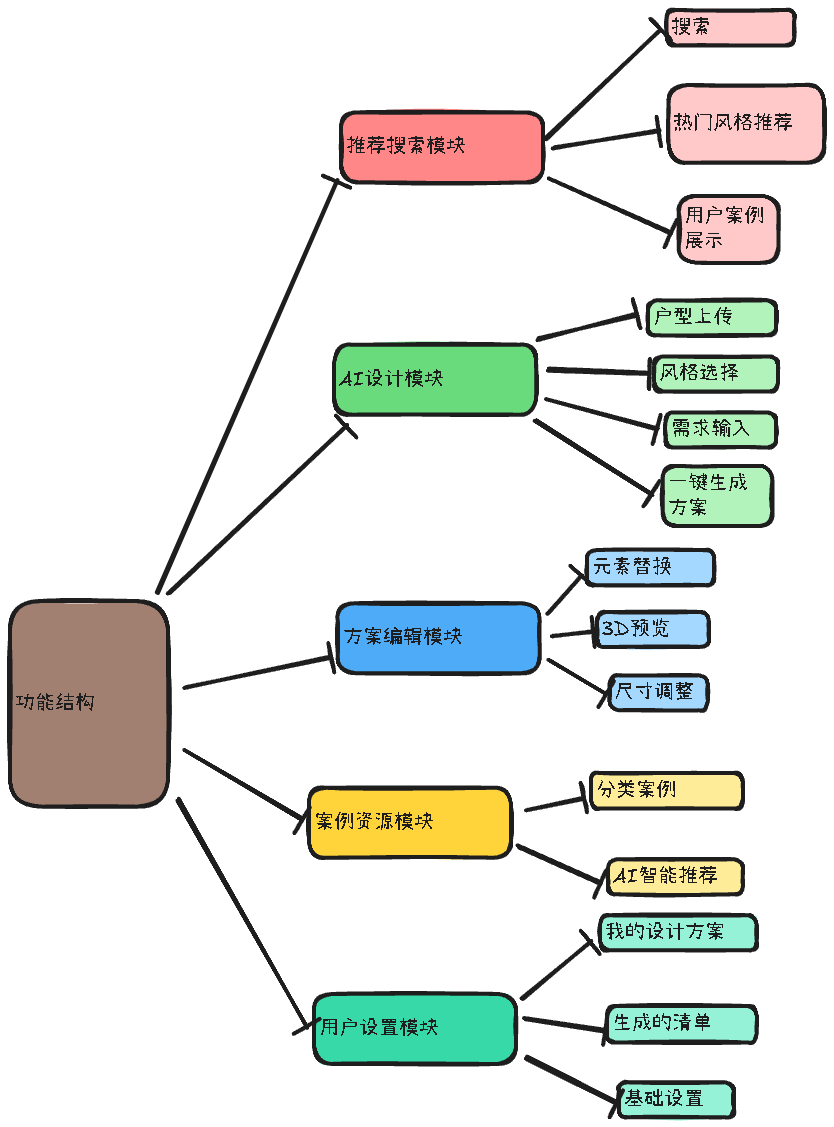 功能结构
推荐搜索模块
搜索
热门风格推荐
用户案例
展示
AI设计模块
户型上传
风格选择
需求输入
一键生成
方案
方案编辑模块
元素替换
3D预览
尺寸调整
案例资源模块
分类案例
AI智能推荐
用户设置模块
我的设计方案
生成的清单
基础设置